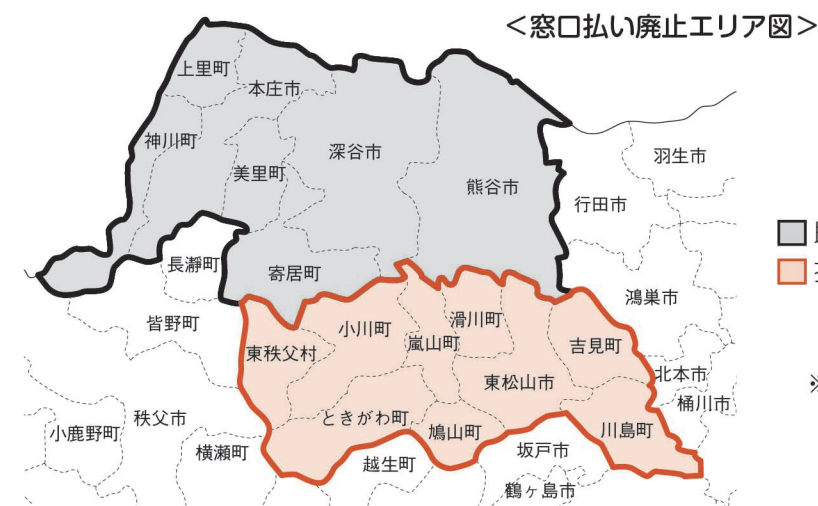 <窓口払い廃止エリア図>
上里町
本庄市
神川町
美里町
深谷市
熊谷市
羽生市
行田市
長瀞町
寄居町
鴻巣市
皆野町
小川町
滑川町
嵐山町
吉見町
東秩父村
東松山市
北本市
桶川市
秩父市
ときがわ町
小鹿野町
鳩山町
川島町
横瀬町
越生町
坂戸市
鶴ヶ島市
※